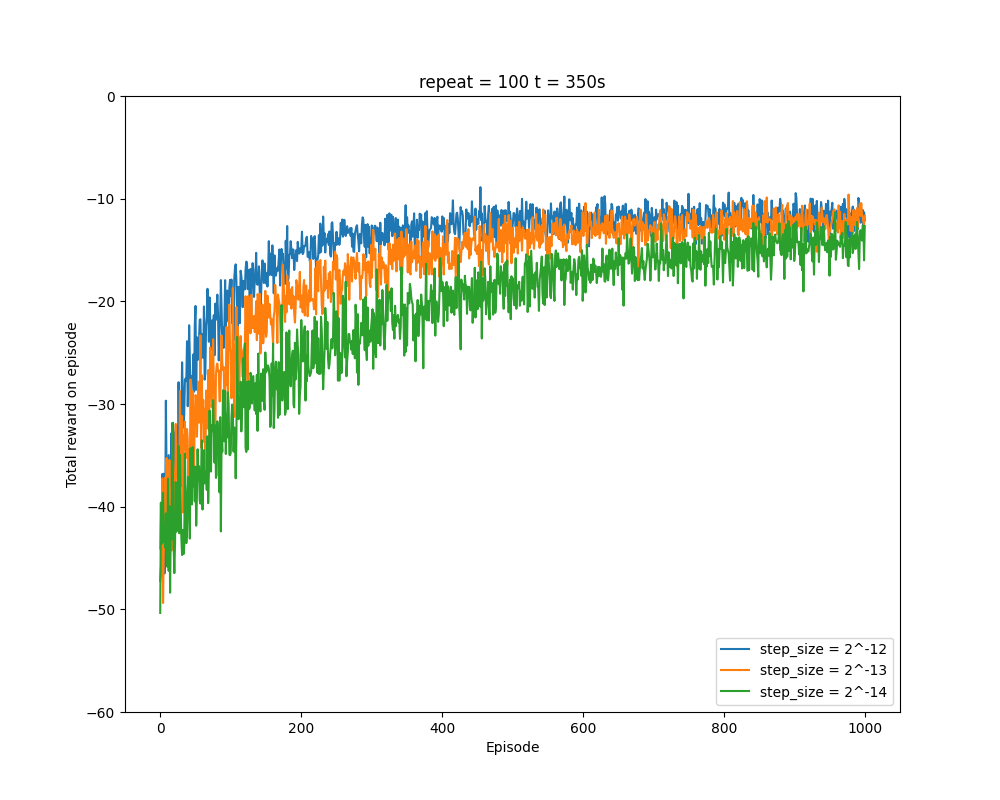 repeat = 100 t = 350s
0
−10
−20
−30
−40
−50
−60
Total reward on episode
0 200 400 600 800 1000
Episode
step_size = 2^-12
step_size = 2^-13
step_size = 2^-14